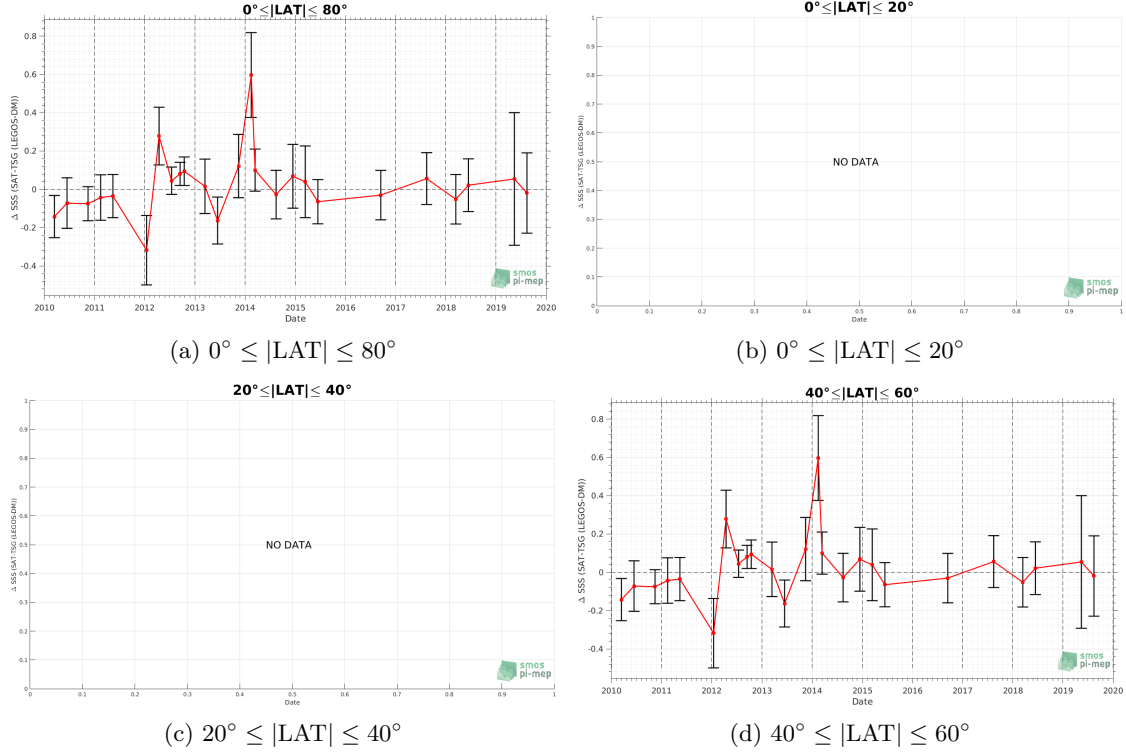 0°≤|LAT|≤ 80°
Δ SSS (SAT-TSG (LEGOS-DM))
0.8
0.6
0.4
0.2
0
-0.2
-0.4
2010 2011 2012 2013 2014 2015 2016 2017 2018 2019 2020
Date
smos
pi-mep
(a) 0° ≤ |LAT| ≤ 80°
0°≤|LAT|≤ 20°
Δ SSS (SAT-TSG (LEGOS-DM))
1
0.9
0.8
0.7
0.6
0.5
0.4
0.3
0.2
0.1
0
NO DATA
0 0.1 0.2 0.3 0.4 0.5 0.6 0.7 0.8 0.9 1
Date
smos
pi-mep
(b) 0° ≤ |LAT| ≤ 20°
20°≤|LAT|≤ 40°
Δ SSS (SAT-TSG (LEGOS-DM))
1
0.9
0.8
0.7
0.6
0.5
0.4
0.3
0.2
0.1
0
NO DATA
0 0.1 0.2 0.3 0.4 0.5 0.6 0.7 0.8 0.9 1
Date
smos
pi-mep
(c) 20° ≤ |LAT| ≤ 40°
40°≤|LAT|≤ 60°
Δ SSS (SAT-TSG (LEGOS-DM))
0.8
0.6
0.4
0.2
0
-0.2
-0.4
2010 2011 2012 2013 2014 2015 2016 2017 2018 2019 2020
Date
smos
pi-mep
(d) 40° ≤ |LAT| ≤ 60°